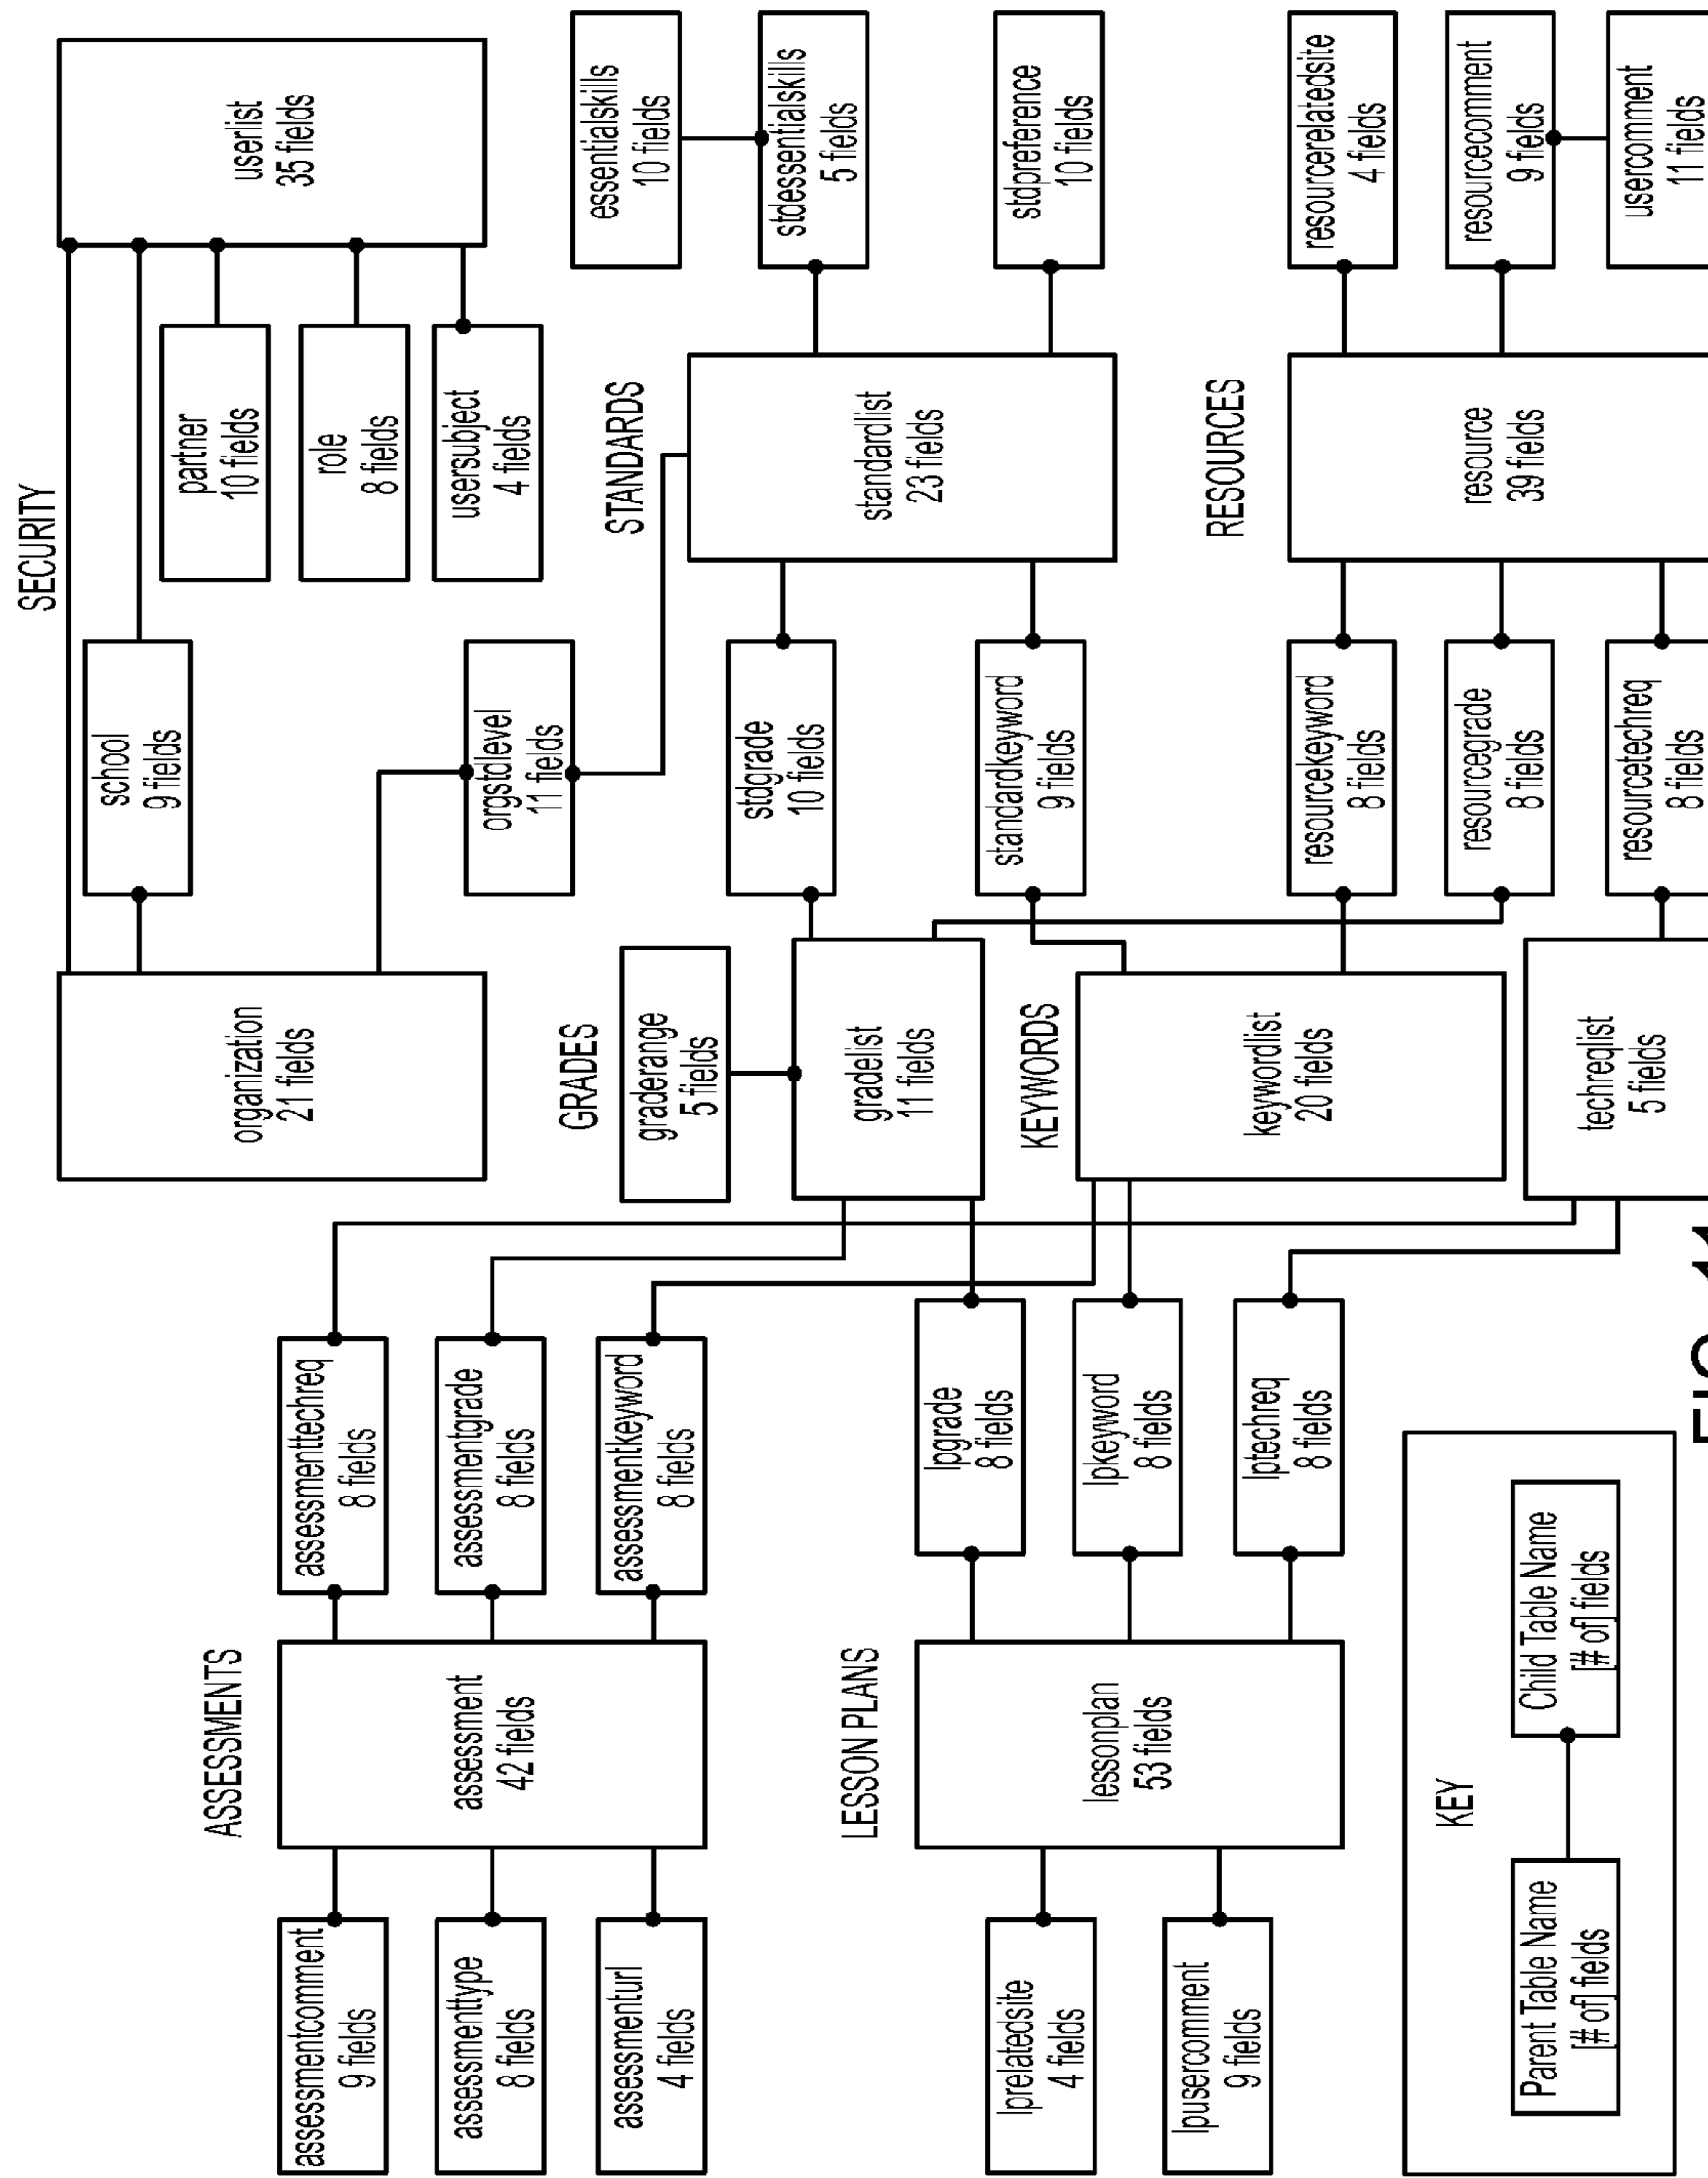 ASSESSMENTS
assessmentcomment
9 fields
assessmenttype
8 fields
assessmenturl
4 fields
assessment
42 fields
assessmenttechreq
8 fields
assessmentgrade
8 fields
assessmentkeyword
8 fields
LESSON PLANS
lprelatedsite
4 fields
lpusercomment
9 fields
lessonplan
53 fields
lpgrade
8 fields
lpkeyword
8 fields
lptechreq
8 fields
KEY
Parent Table Name
[# of] fields
Child Table Name
[# of] fields
SECURITY
organization
21 fields
school
9 fields
orgstdlevel
11 fields
partner
10 fields
role
8 fields
usersubject
4 fields
userlist
35 fields
GRADES
graderange
5 fields
gradelist
11 fields
KEYWORDS
keywordlist
20 fields
techreqlist
5 fields
STANDARDS
stdgrade
10 fields
standardkeyword
9 fields
standardlist
23 fields
essentialskills
10 fields
stdessentialskills
5 fields
stdpreference
10 fields
RESOURCES
resourcekeyword
8 fields
resourcegrade
8 fields
resourcetechreq
8 fields
resource
39 fields
resourcerelatedsite
4 fields
resourcecomment
9 fields
usercomment
11 fields